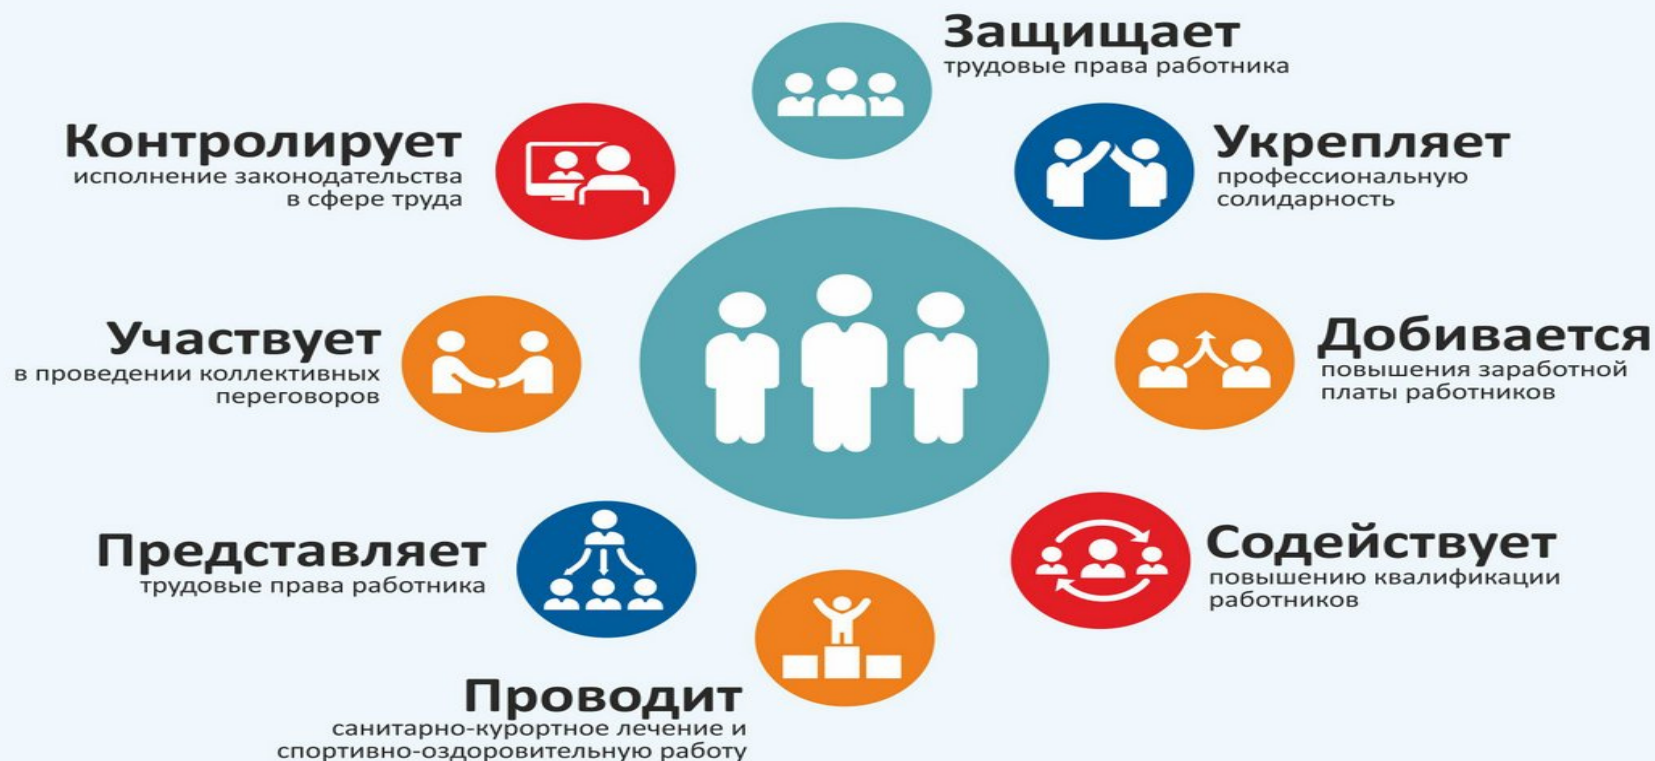 Защищает
трудовые права работника
Укрепляет
профессиональную
солидарность
Добивается
повышения заработной
платы работников
Содействует
повышению квалификации
работников
Проводит
санитарно-курортное лечение и
спортивно-оздоровительную работу
Представляет
трудовые права работника
Участвует
в проведении коллективных
переговоров
Контролирует
исполнение законодательства
в сфере труда